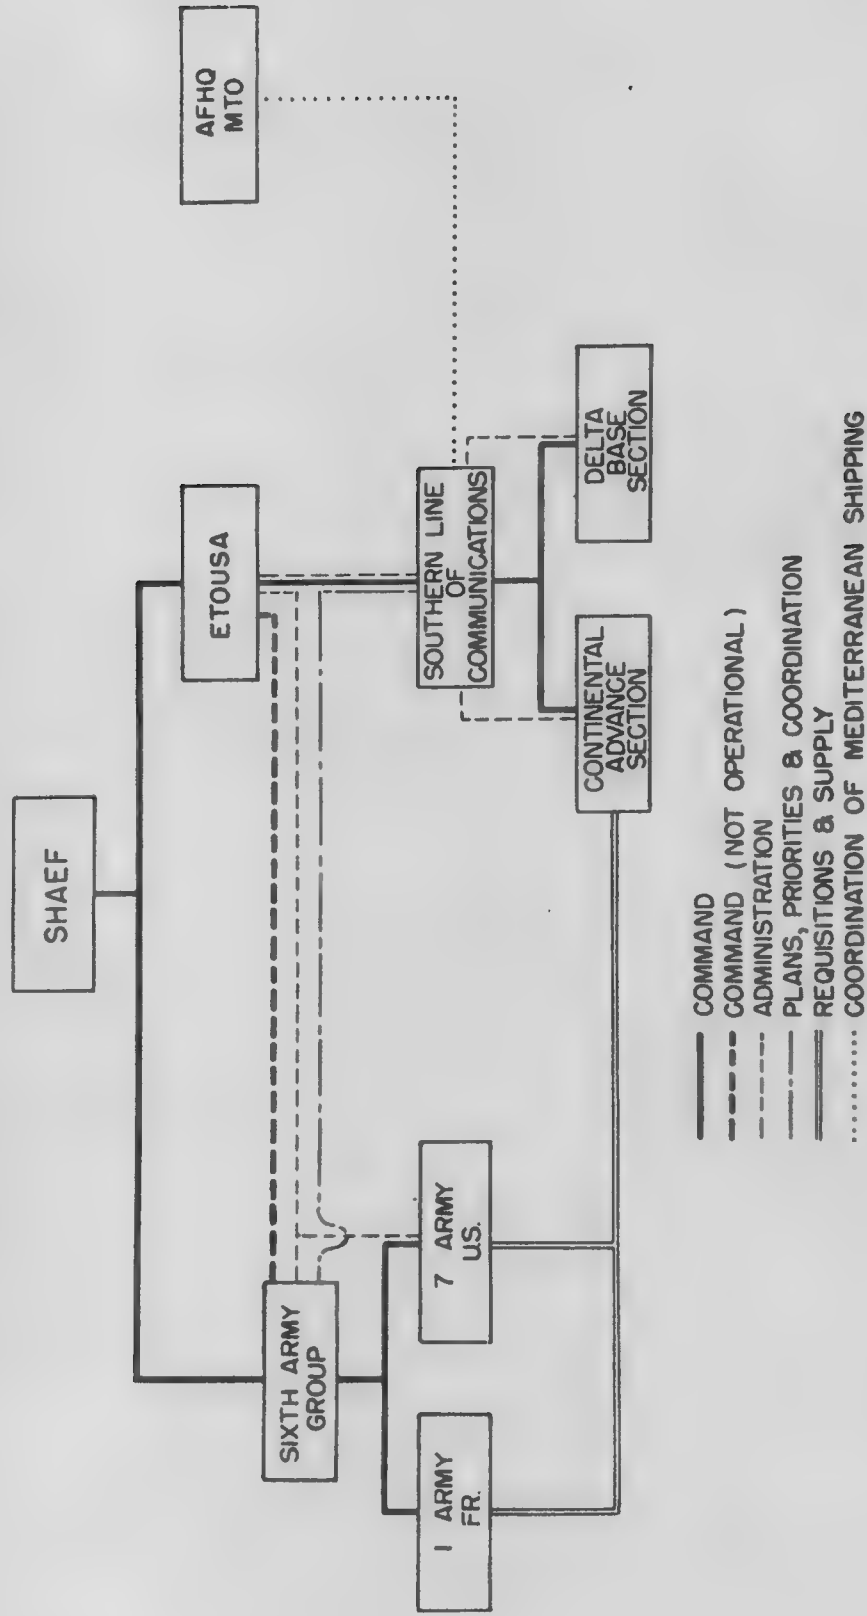 SHAEF
AFHQ
MTO
ETOUSA
SIXTH ARMY
GROUP
SOUTHERN LINE
OF
COMMUNICATIONS
1 ARMY
FR.
7 ARMY
U.S.
CONTINENTAL
ADVANCE
SECTION
DELTA
BASE
SECTION
COMMAND
COMMAND (NOT OPERATIONAL)
ADMINISTRATION
PLANS, PRIORITIES & COORDINATION
REQUISITIONS & SUPPLY
COORDINATION OF MEDITERRANEAN SHIPPING